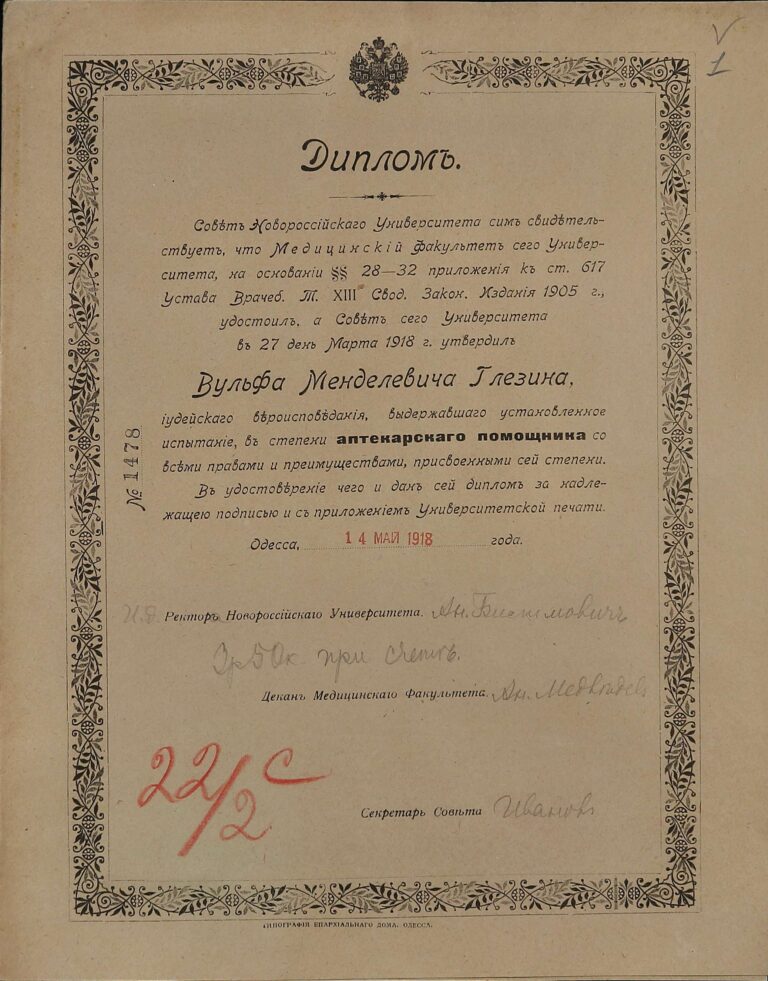 V
1
Дипломъ.
Совѣтъ Новороссійскаго Университета симъ свидѣтель-
ствуетъ, что Медицинскій Факультетъ сего Универ-
ситета, на основаніи §§ 28—32 приложенія къ ст. 617
Устава Врачеб. Т. XIII Свод. Закон. Изданія 1905 г.,
удостоилъ, а Совѣтъ сего Университета
въ 27 день Марта 1918 г. утвердилъ
Вульфа Менделевича Глезина,
іудейскаго вѣроисповѣданія, выдержавшаго установленное
испытаніе, въ степени аптекарскаго помощника со
всѣми правами и преимуществами, присвоенными сей степени.
Въ удостовѣреніе чего и данъ сей дипломъ за надле-
жащею подписью и съ приложеніемъ Университетской печати.
№ 1478
Одесса, 14 МАЙ 1918 года.
И.д. Ректоръ Новороссійскаго Университета. Ан.
при
Деканъ Медицинскаго Факультета. Ан. Медвѣдевъ
22/2 с
Секретарь Совѣта Ивановъ
ТИПОГРАФІЯ ЕПАРХІАЛЬНАГО ДОМА. ОДЕССА.